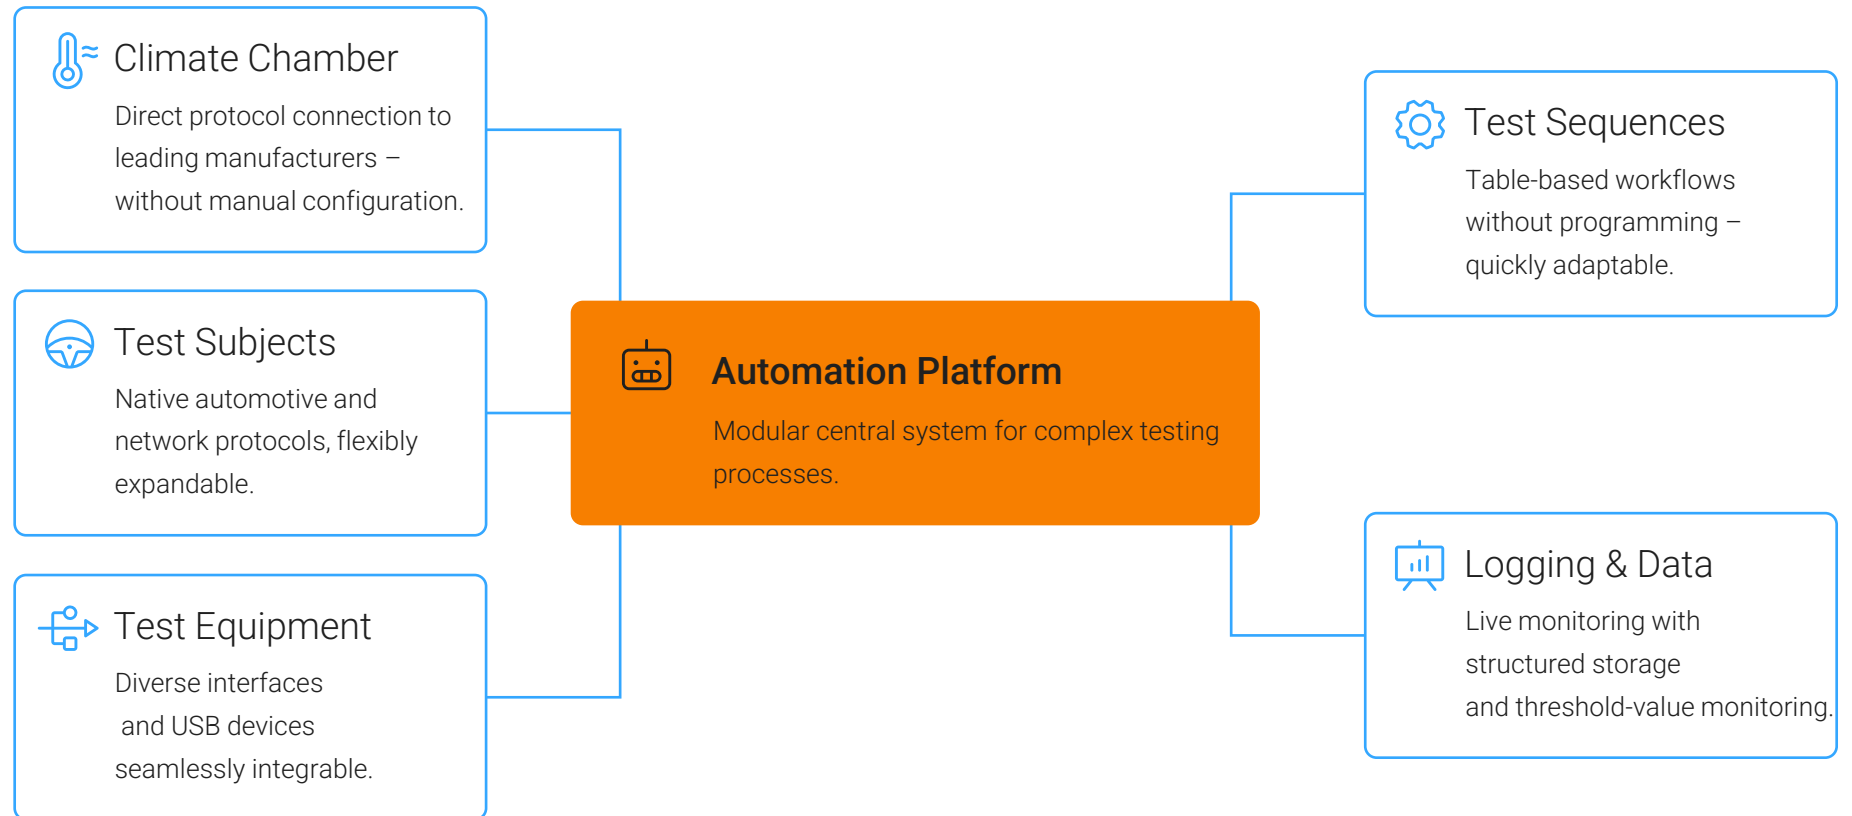 Climate Chamber
Direct protocol connection to
leading manufacturers –
without manual configuration.
Test Subjects
Native automotive and
network protocols, flexibly
expandable.
Test Equipment
Diverse interfaces
and USB devices
seamlessly integrable.
Automation Platform
Modular central system for complex testing
processes.
Test Sequences
Table-based workflows
without programming –
quickly adaptable.
Logging & Data
Live monitoring with
structured storage
and threshold-value monitoring.